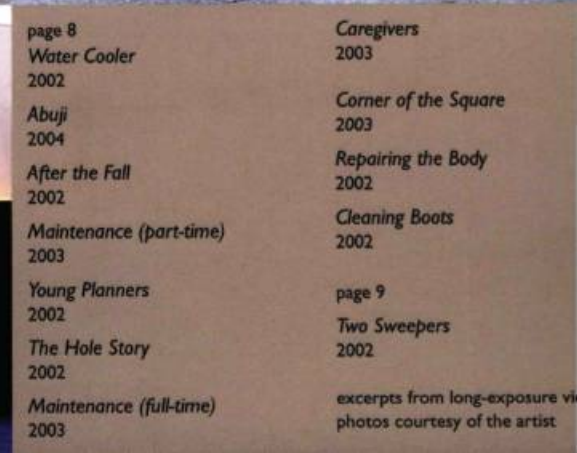 page 8
Water Cooler
2002
Abuji
2004
After the Fall
2002
Maintenance (part-time)
2003
Young Planners
2002
The Hole Story
2002
Maintenance (full-time)
2003
Caregivers
2003
Corner of the Square
2003
Repairing the Body
2002
Cleaning Boots
2002
page 9
Two Sweepers
2002
excerpts from long-exposure
photos courtesy of the artist